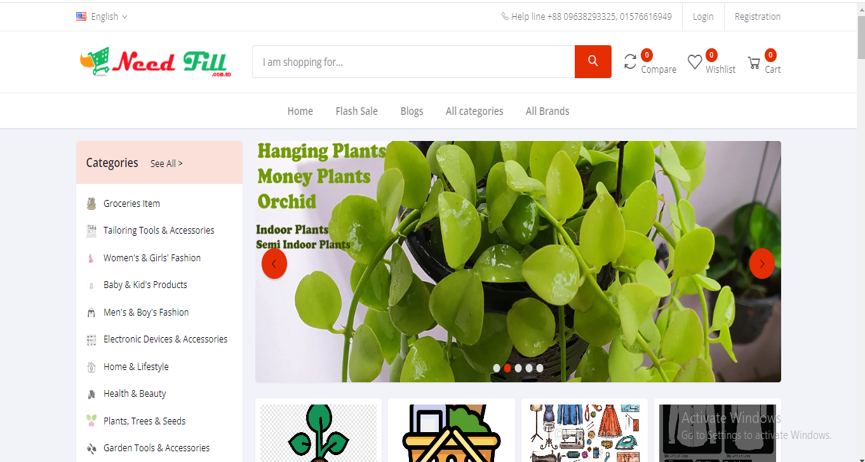 English
Help line +88 09638293325, 01576616949
Login
Registration
Need Fill
.COM.BD
I am shopping for...
0
Compare
0
Wishlist
0
Cart
Home
Flash Sale
Blogs
All categories
All Brands
Categories
See All >
Groceries Item
Tailoring Tools & Accessories
Women's & Girls' Fashion
Baby & Kid's Products
Men's & Boy's Fashion
Electronic Devices & Accessories
Home & Lifestyle
Health & Beauty
Plants, Trees & Seeds
Garden Tools & Accessories
Hanging Plants
Money Plants
Orchid
Indoor Plants
Semi Indoor Plants
Activate Windows
Go to Settings to activate Windows.